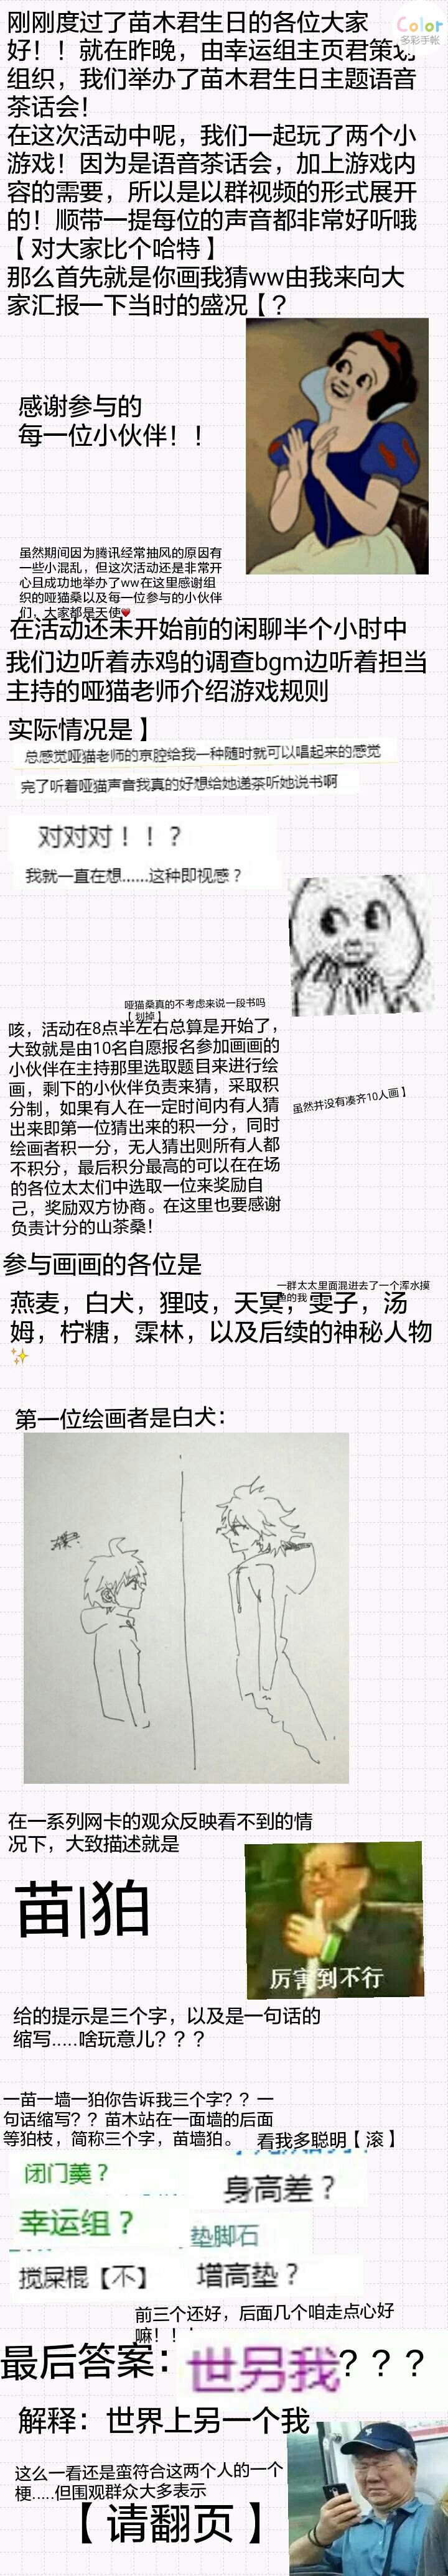 刚刚度过了苗木君生日的各位大家
好！！就在昨晚，由幸运组主页君策划
组织，我们举办了苗木君生日主题语音
茶话会！
Color
多彩手帐
在这次活动中呢，我们一起玩了两个小
游戏！因为是语音茶话会，加上游戏内
容的需要，所以是以群视频的形式展开
的！顺带一提每位的声音都非常好听哦
【对大家比个哈特】
那么首先就是你画我猜ww由我来向大
家汇报一下当时的盛况【？
感谢参与的
每一位小伙伴！！
虽然期间因为腾讯经常抽风的原因有
一些小混乱，但这次活动还是非常开
心且成功地举办了ww在这里感谢组
织的哑猫桑以及每一位参与的小伙伴
们，大家都是天使❤
在活动还未开始前的闲聊半个小时中
我们边听着赤鸡的调查bgm边听着担当
主持的哑猫老师介绍游戏规则
实际情况是】
总感觉哑猫老师的京腔给我一种随时就可以唱起来的感觉
完了听着哑猫声音我真的好想给她递茶听她说书啊
对对对！！？
我就一直在想......这种即视感？
哑猫桑真的不考虑来说一段书吗
【划掉】
咳，活动在8点半左右总算是开始了，
大致就是由10名自愿报名参加画画的
小伙伴在主持那里选取题目来进行绘
画，剩下的小伙伴负责来猜，采取积
分制，如果有人在一定时间内有人猜
出来即第一位猜出来的积一分，同时
绘画者积一分，无人猜出则所有人都
不积分，最后积分最高的可以在在场
的各位太太们中选取一位来奖励自
己，奖励双方协商。在这里也要感谢
负责计分的山茶桑！
虽然并没有凑齐10人画】
参与画画的各位是
一群太太里面混进去了一个浑水摸
鱼的我
燕麦，白犬，狸吱，天冥，雯子，汤
姆，柠糖，霂林，以及后续的神秘人物
✨
第一位绘画者是白犬：
在一系列网卡的观众反映看不到的情
况下，大致描述就是
苗|狛
厉害到不行
给的提示是三个字，以及是一句话的
缩写.....啥玩意儿？？？
一苗一墙一狛你告诉我三个字？？一
句话缩写？？苗木站在一面墙的后面
等狛枝，简称三个字，苗墙狛。
看我多聪明【滚】
闭门羹？
身高差？
幸运组？
垫脚石
搅屎棍【不】
增高垫？
前三个还好，后面几个咱走点心好
嘛！！！
最后答案：世另我？？？
解释：世界上另一个我
这么一看还是蛮符合这两个人的一个
梗.....但围观群众大多表示
【请翻页】